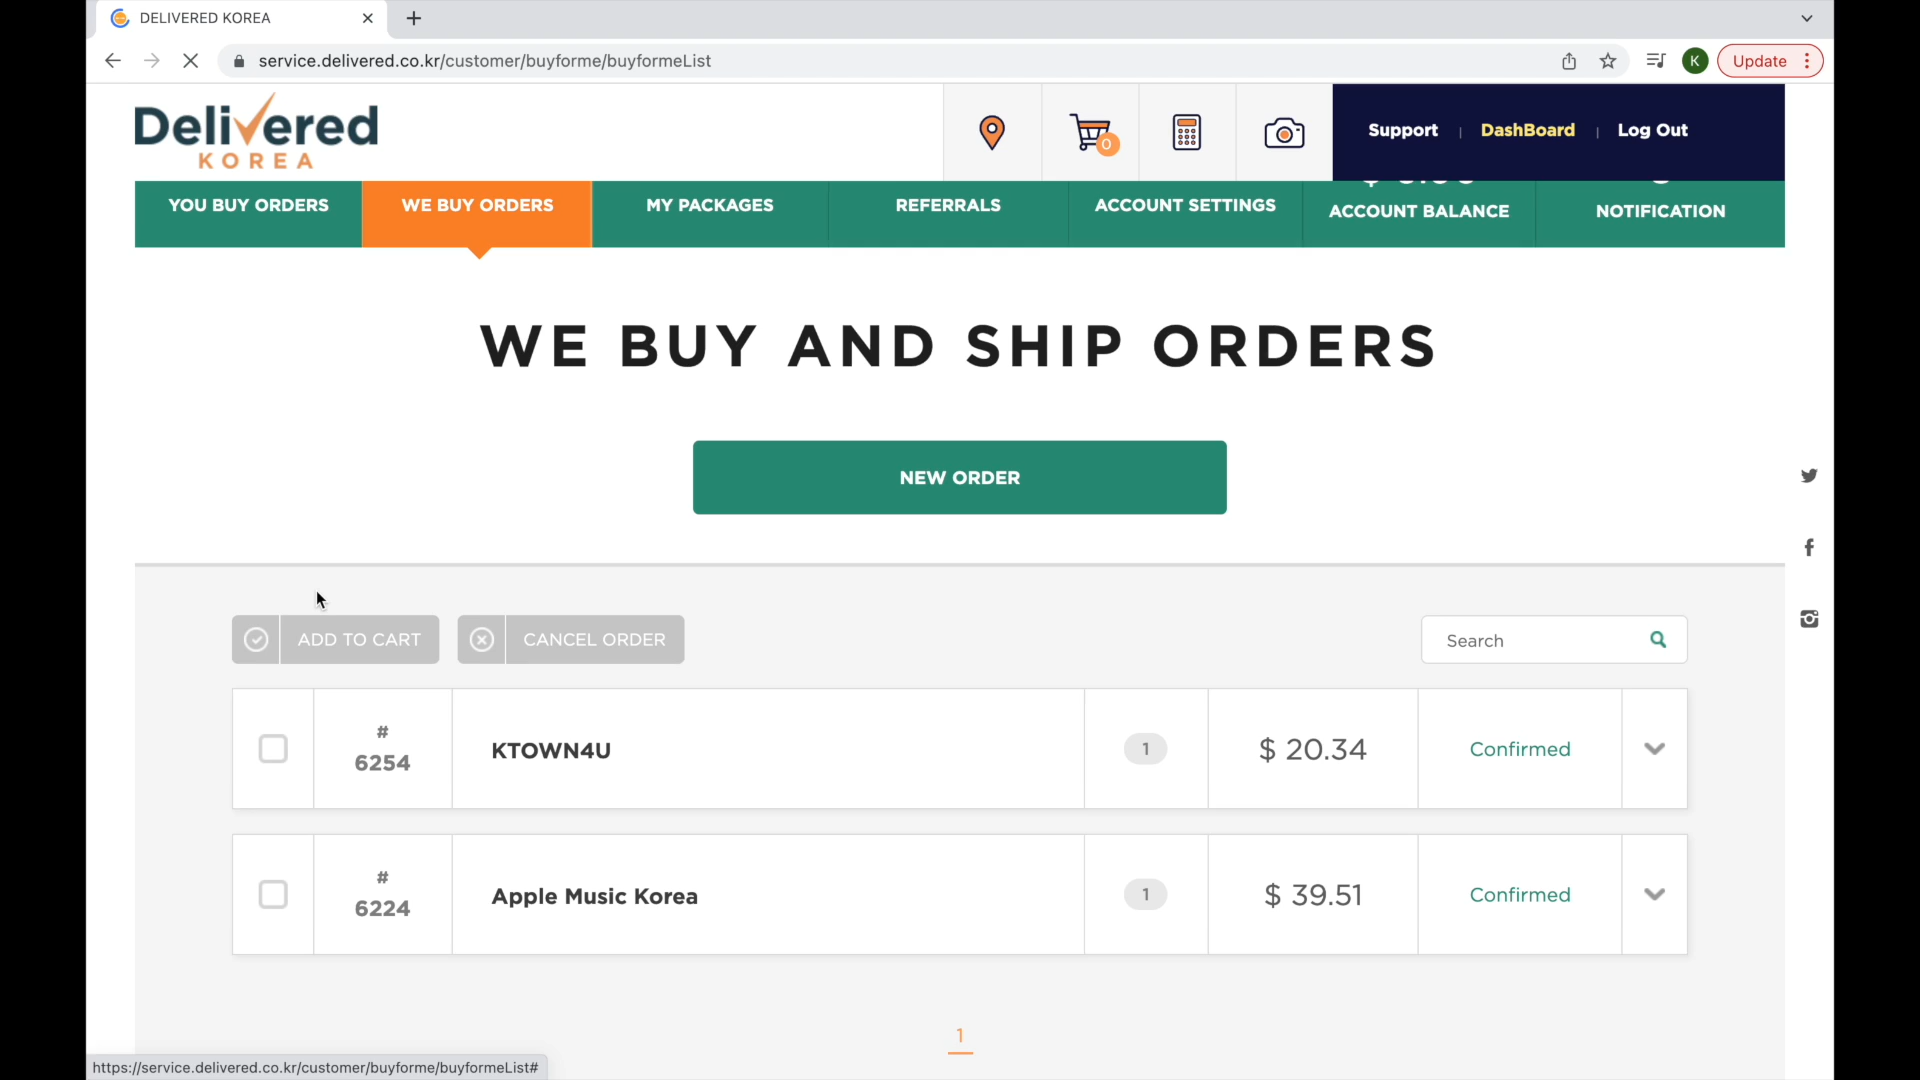 DELIVERED KOREA
service.delivered.co.kr/customer/buyforme/buyformeList
K
Update
Delivered
KOREA
0
Support
DashBoard
Log Out
YOU BUY ORDERS
WE BUY ORDERS
MY PACKAGES
REFERRALS
ACCOUNT SETTINGS
ACCOUNT BALANCE
NOTIFICATION
WE BUY AND SHIP ORDERS
NEW ORDER
ADD TO CART
CANCEL ORDER
Search
#
6254
KTOWN4U
1
$ 20.34
Confirmed
#
6224
Apple Music Korea
1
$ 39.51
Confirmed
1
https://service.delivered.co.kr/customer/buyforme/buyformeList#